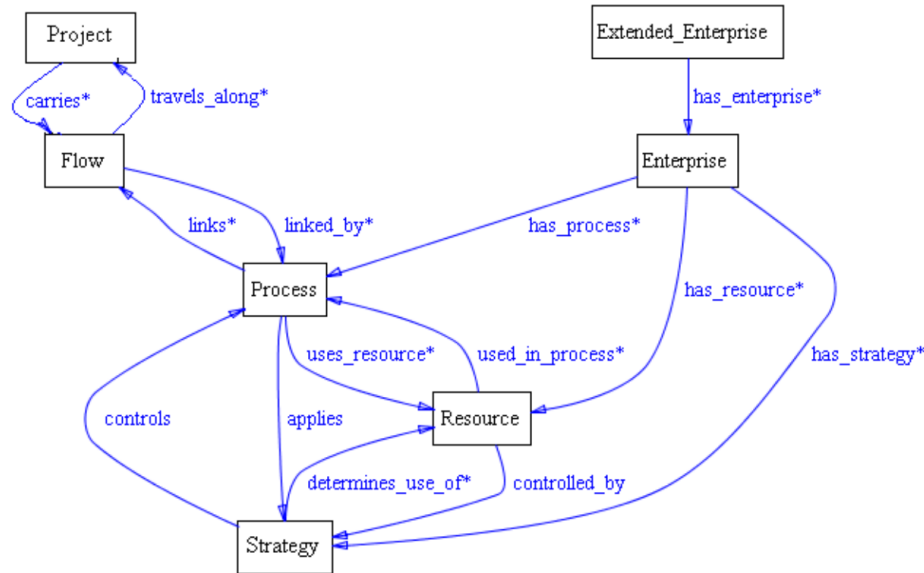 Project
Extended_Enterprise
carries*
travels_along*
has_enterprise*
Flow
Enterprise
links*
linked_by*
has_process*
Process
has_resource*
uses_resource*
used_in_process*
has_strategy*
controls
applies
Resource
determines_use_of*
controlled_by
Strategy